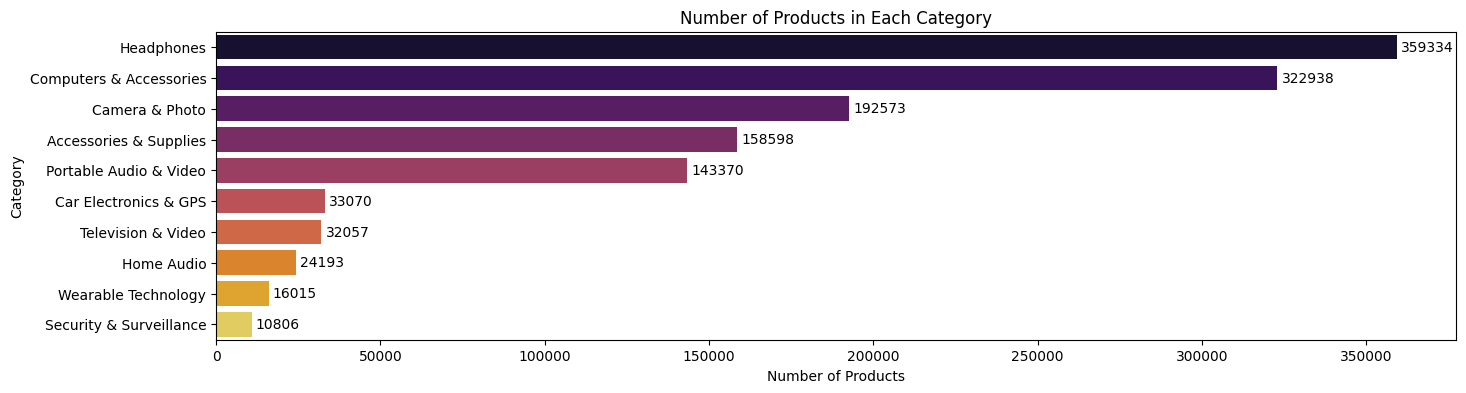 Number of Products in Each Category
Headphones 359334
Computers & Accessories 322938
Camera & Photo 192573
Accessories & Supplies 158598
Portable Audio & Video 143370
Car Electronics & GPS 33070
Television & Video 32057
Home Audio 24193
Wearable Technology 16015
Security & Surveillance 10806
Category
0 50000 100000 150000 200000 250000 300000 350000
Number of Products